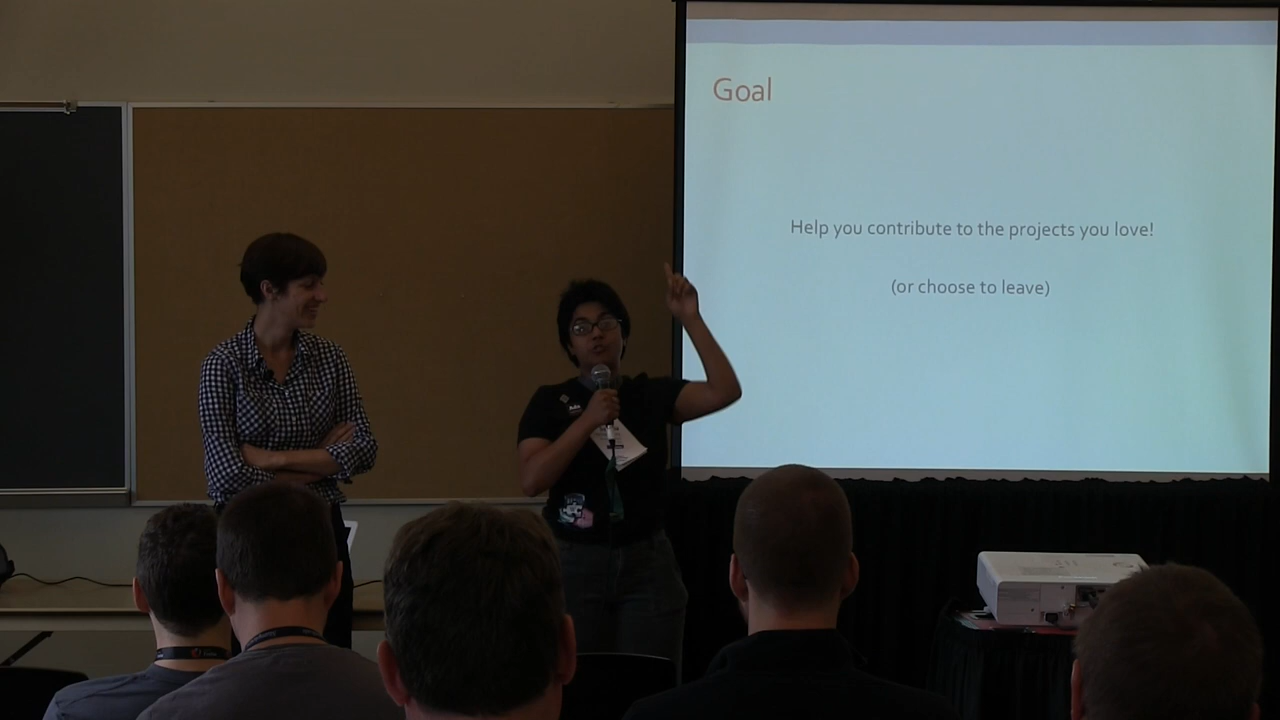 Goal
Help you contribute to the projects you love!
(or choose to leave)